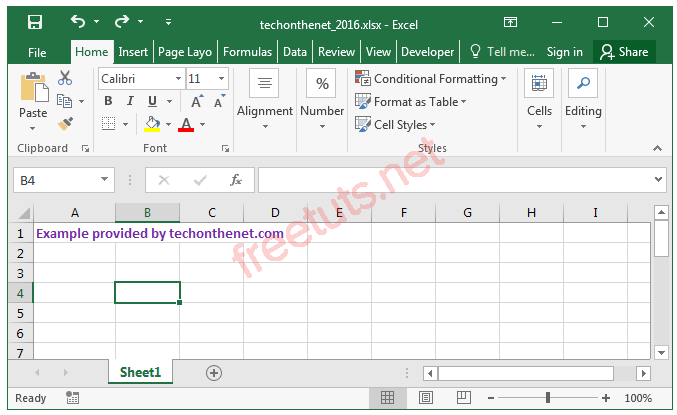 techonthenet_2016.xlsx - Excel
File Home Insert Page Layo Formulas Data Review View Developer Tell me... Sign in Share
Calibri 11
Paste
B I U A A
A
Alignment
%
Number
Conditional Formatting
Format as Table
Cell Styles
Cells
Editing
Clipboard Font Styles
B4 fx
A B C D E F G H I
1 Example provided by techonthenet.com
2
3
4
5
6
7
freetuts.net
Sheet1
Ready 100%